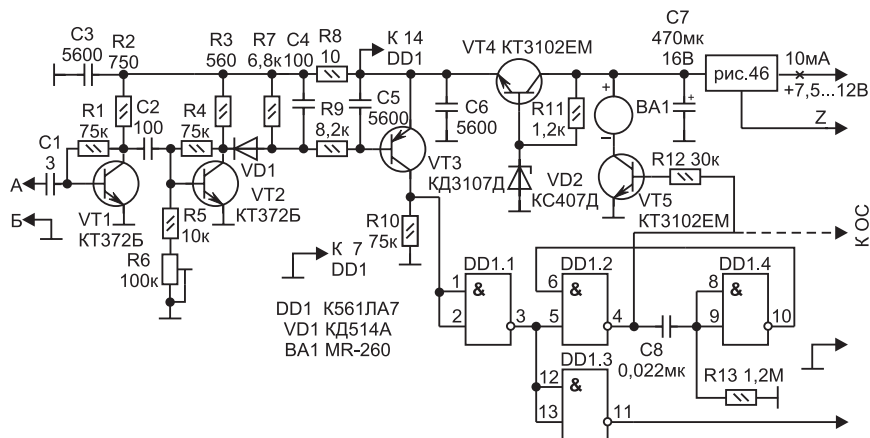 C3
5600
R2
750
R3
560
R7
6,8к
C4
100
R8
10
К 14
DD1
VT4 КТ3102ЕМ
C7
470мк
16В
рис.46
10мА
+7,5...12В
Z
R1
75к
C2
100
R4
75к
R9
8,2к
C5
5600
C6
5600
R11
1,2к
+
BA1
−
+
C1
3
А
Б
VD1
VT1
КТ372Б
VT2
КТ372Б
R5
10к
R6
100к
VT3
КД3107Д
VD2
КС407Д
R12 30к
VT5
КТ3102ЕМ
R10
75к
К 7
DD1
К ОС
DD1 К561ЛА7
VD1 КД514А
BA1 MR-260
DD1.1
1
&
2
3
DD1.2
6
&
5
4
DD1.4
8
&
9
10
C8
0,022мк
R13 1,2М
DD1.3
12
&
13
11